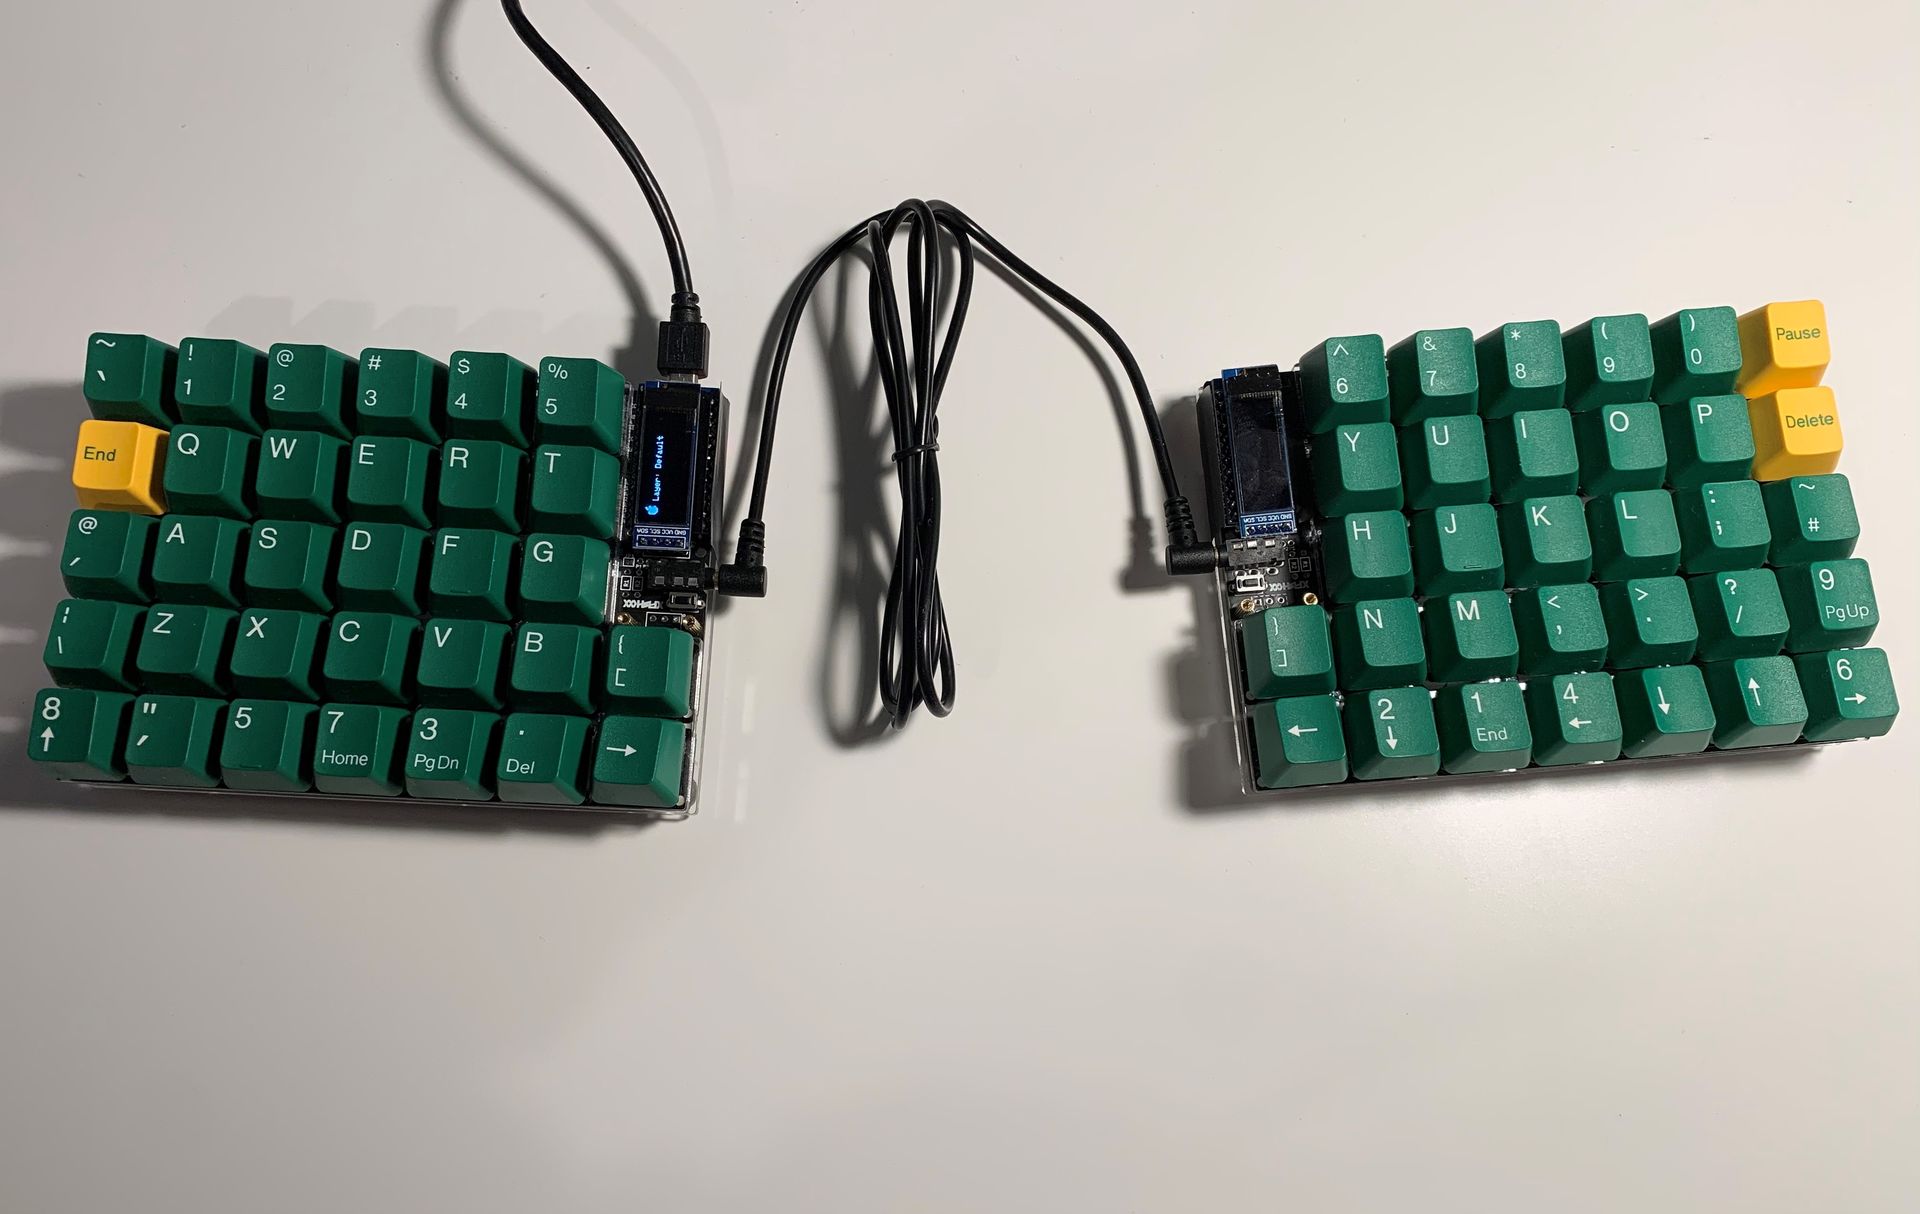 ~ ! @ # $ %
` 1 2 3 4 5
End Q W E R T
@ A S D F G
'
¦ Z X C V B {
\ [
8 " 5 7 3 .
↑ ' Home PgDn Del →
Layer: Default
GND VCC SCL SDA
^ & * ( ) Pause
6 7 8 9 0
Y U I O P Delete
H J K L : ~
; #
} N M < > ? 9
] , . / PgUp
← 2 1 4 ↓ ↑ 6
↓ End ← →
GND VCC SCL SDA